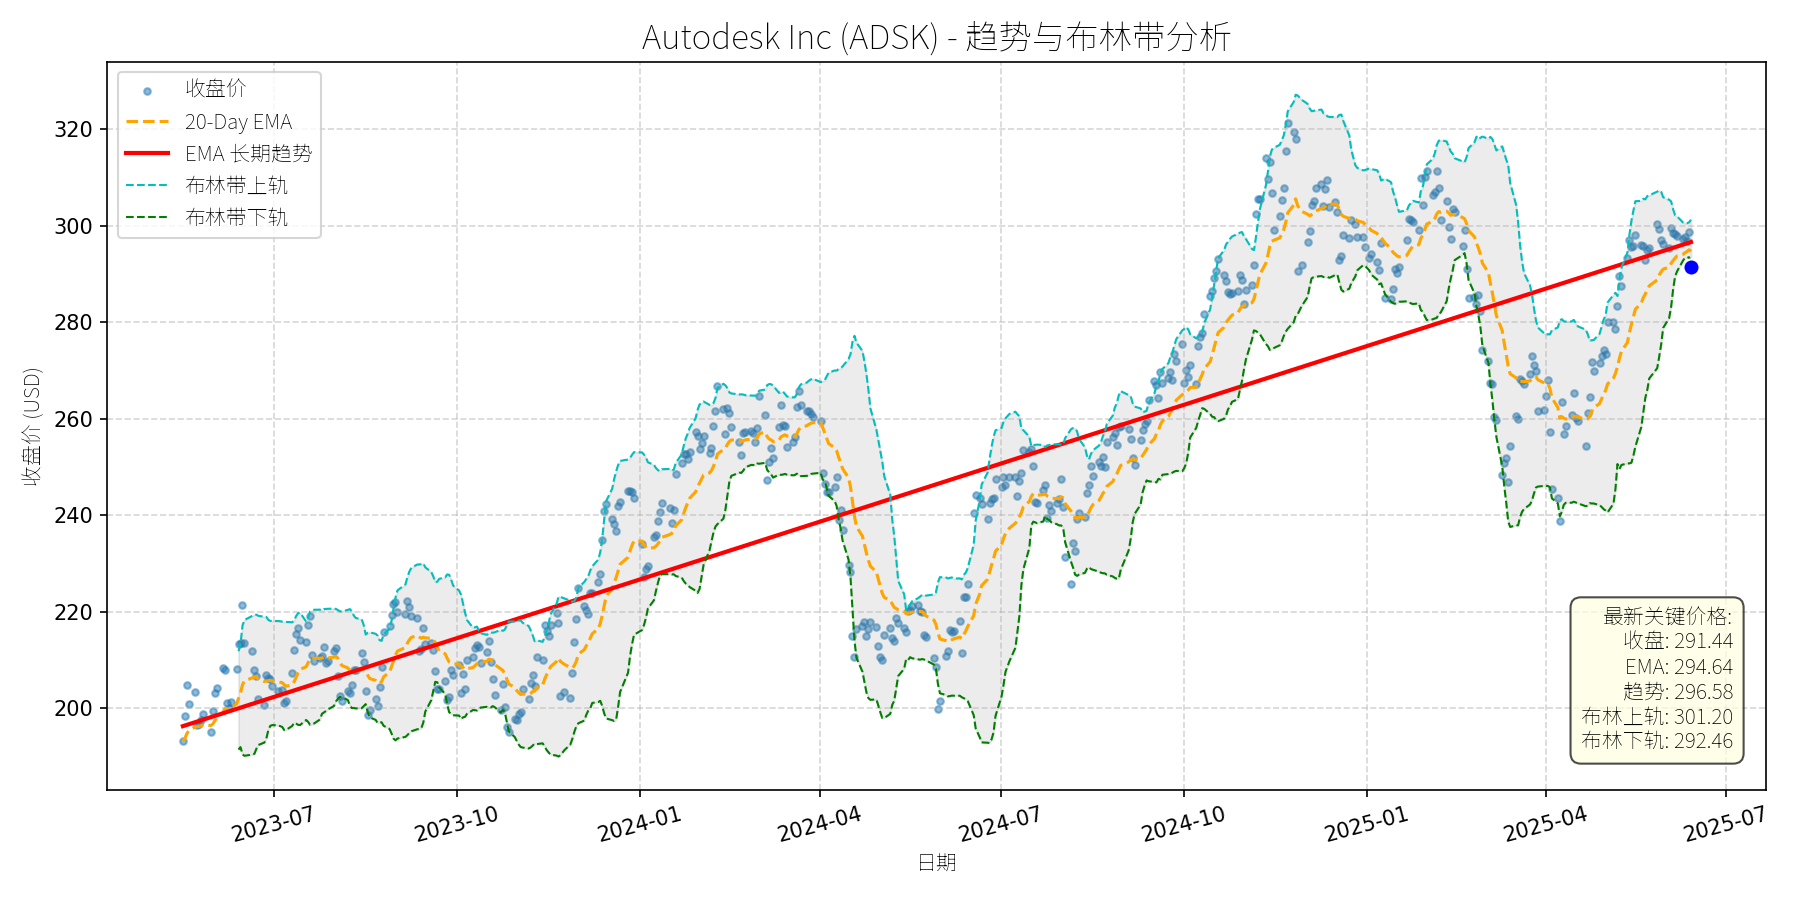 Autodesk Inc (ADSK) - 趋势与布林带分析
收盘价
20-Day EMA
EMA 长期趋势
布林带上轨
布林带下轨
收盘价 (USD)
320
300
280
260
240
220
200
最新关键价格:
收盘: 291.44
EMA: 294.64
趋势: 296.58
布林上轨: 301.20
布林下轨: 292.46
2023-07
2023-10
2024-01
2024-04
2024-07
2024-10
2025-01
2025-04
2025-07
日期